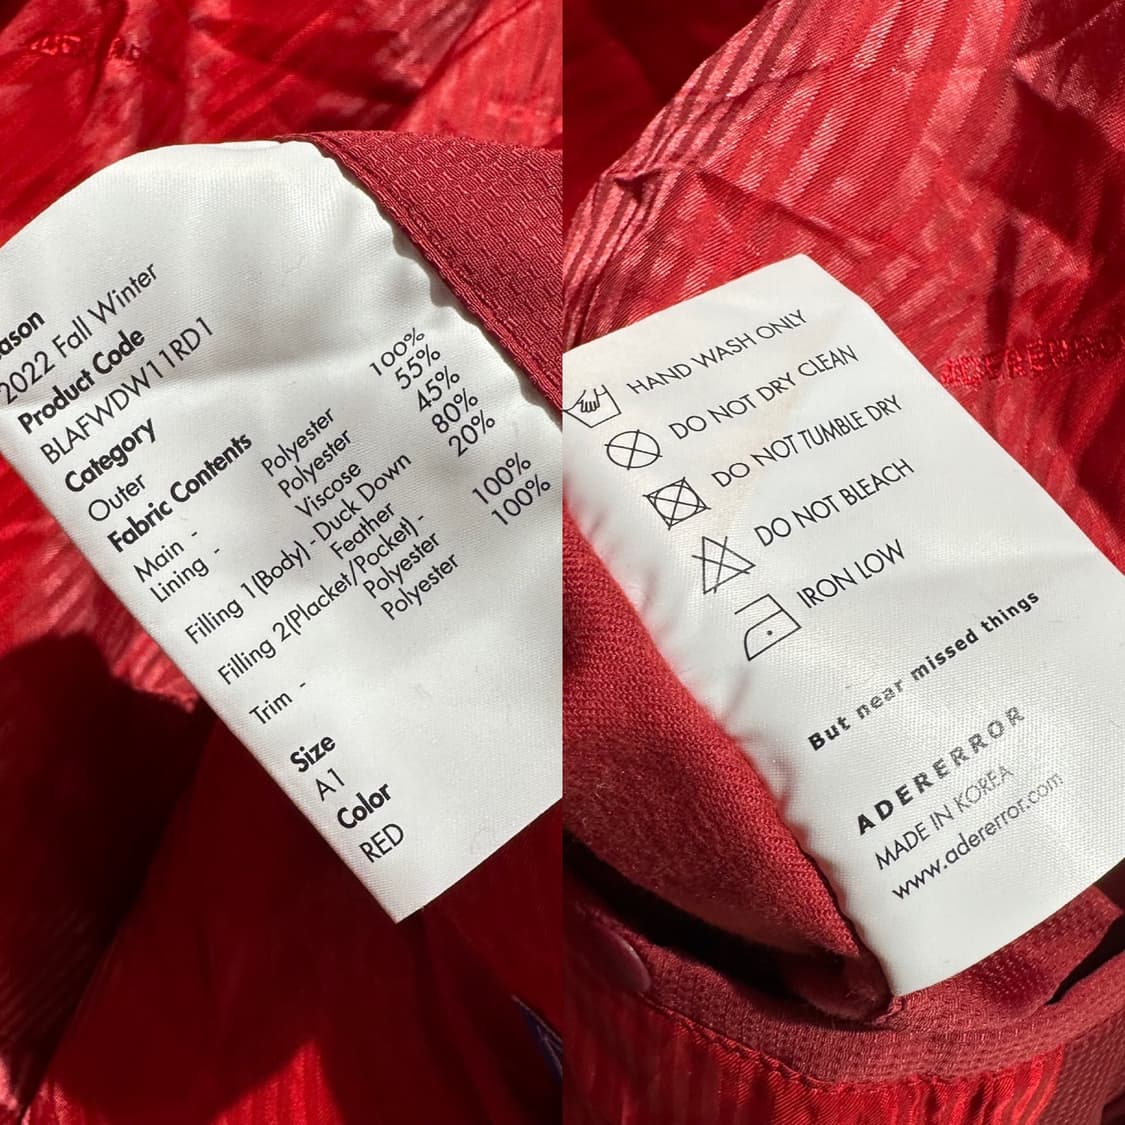 ason
2022 Fall Winter
Product Code
BLAFWDW11RD1
Category
Outer
Fabric Contents
Main - Polyester 100%
Lining - Polyester 55%
Viscose 45%
Filling 1(Body) -Duck Down 80%
Feather 20%
Filling 2(Placket/Pocket) -
Polyester 100%
Trim - Polyester 100%
Size
A1
Color
RED
HAND WASH ONLY
DO NOT DRY CLEAN
DO NOT TUMBLE DRY
DO NOT BLEACH
IRON LOW
But near missed things
ADERERROR
MADE IN KOREA
www.adererror.com